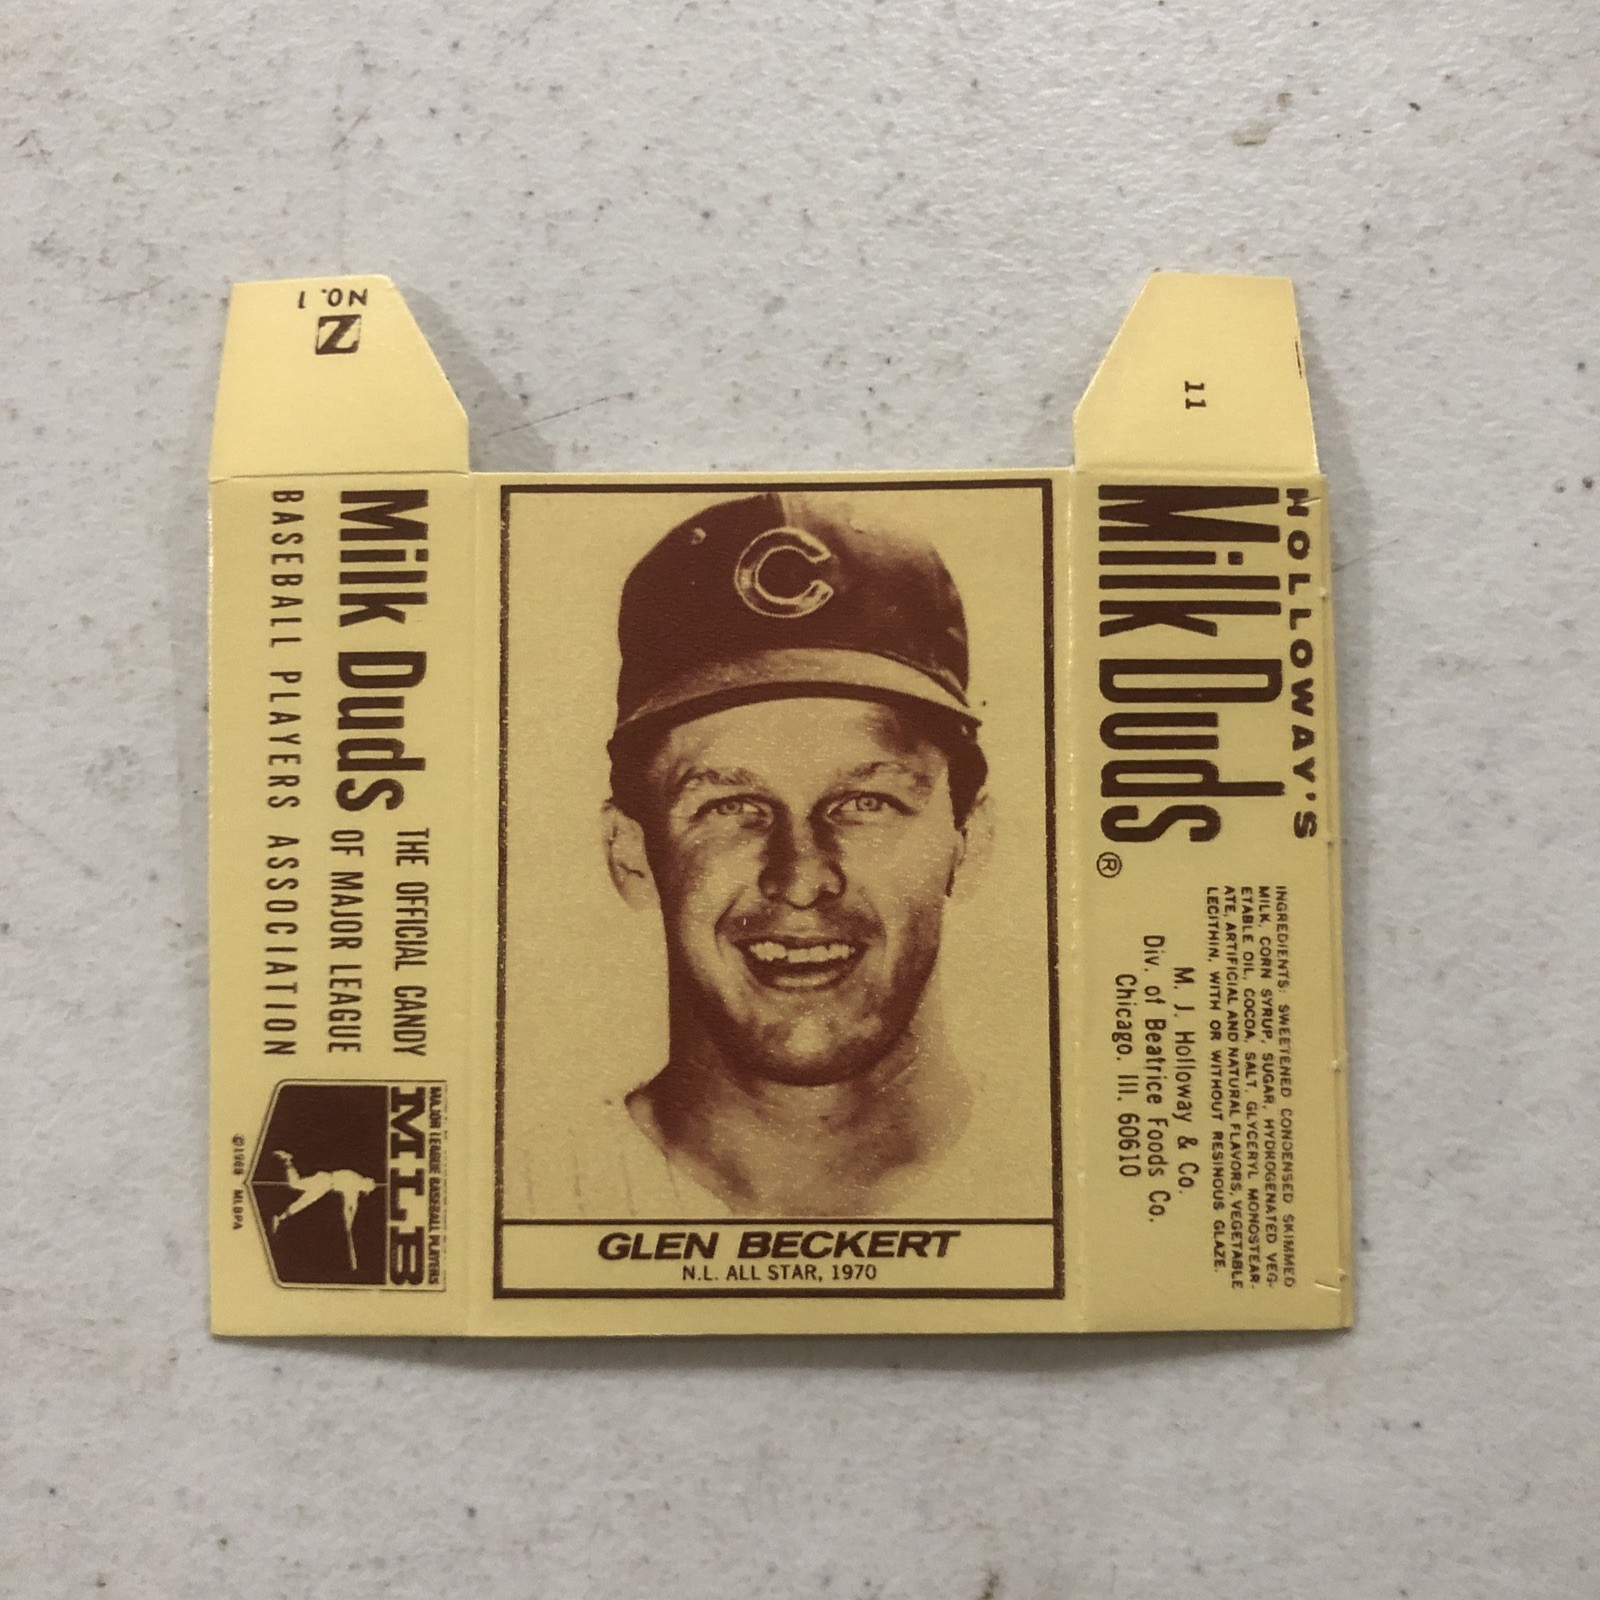 NO. 1
N
Milk Duds
THE OFFICIAL CANDY
OF MAJOR LEAGUE
BASEBALL PLAYERS ASSOCIATION
MAJOR LEAGUE BASEBALL PLAYERS
MLB
©1969 MLBPA
C
GLEN BECKERT
N.L. ALL STAR, 1970
11
HOLLOWAY'S
Milk Duds®
INGREDIENTS: SWEETENED CONDENSED SKIMMED
MILK, CORN SYRUP, SUGAR, HYDROGENATED VEG-
ETABLE OIL, COCOA, SALT, GLYCERYL MONOSTEAR-
ATE, ARTIFICIAL AND NATURAL FLAVORS, VEGETABLE
LECITHIN, WITH OR WITHOUT RESINOUS GLAZE.
M. J. Holloway & Co.
Div. of Beatrice Foods Co.
Chicago. Ill. 60610